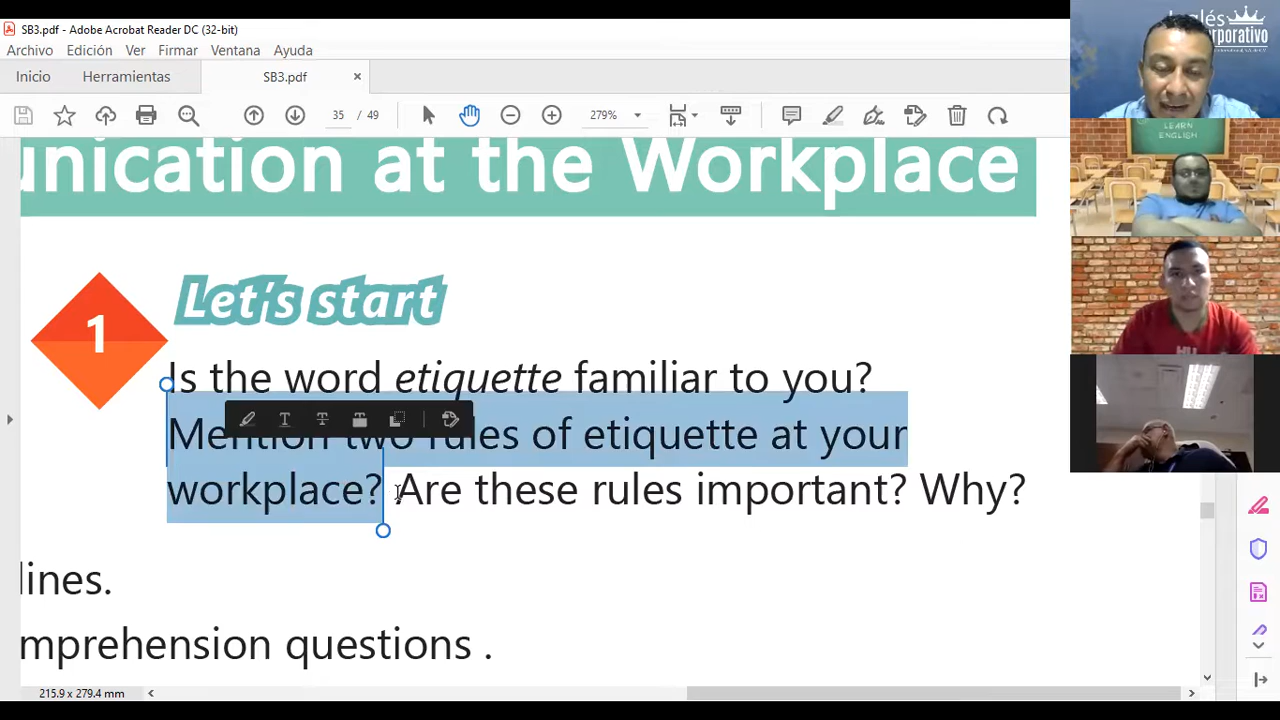 SB3.pdf - Adobe Acrobat Reader DC (32-bit)
Archivo Edición Ver Firmar Ventana Ayuda
Inicio Herramientas SB3.pdf ×
35 / 49 279%
unication at the Workplace
1
Let's start
Is the word etiquette familiar to you?
Mention two rules of etiquette at your
workplace? Are these rules important? Why?
lines.
mprehension questions .
215.9 x 279.4 mm
LEARN
ENGLISH